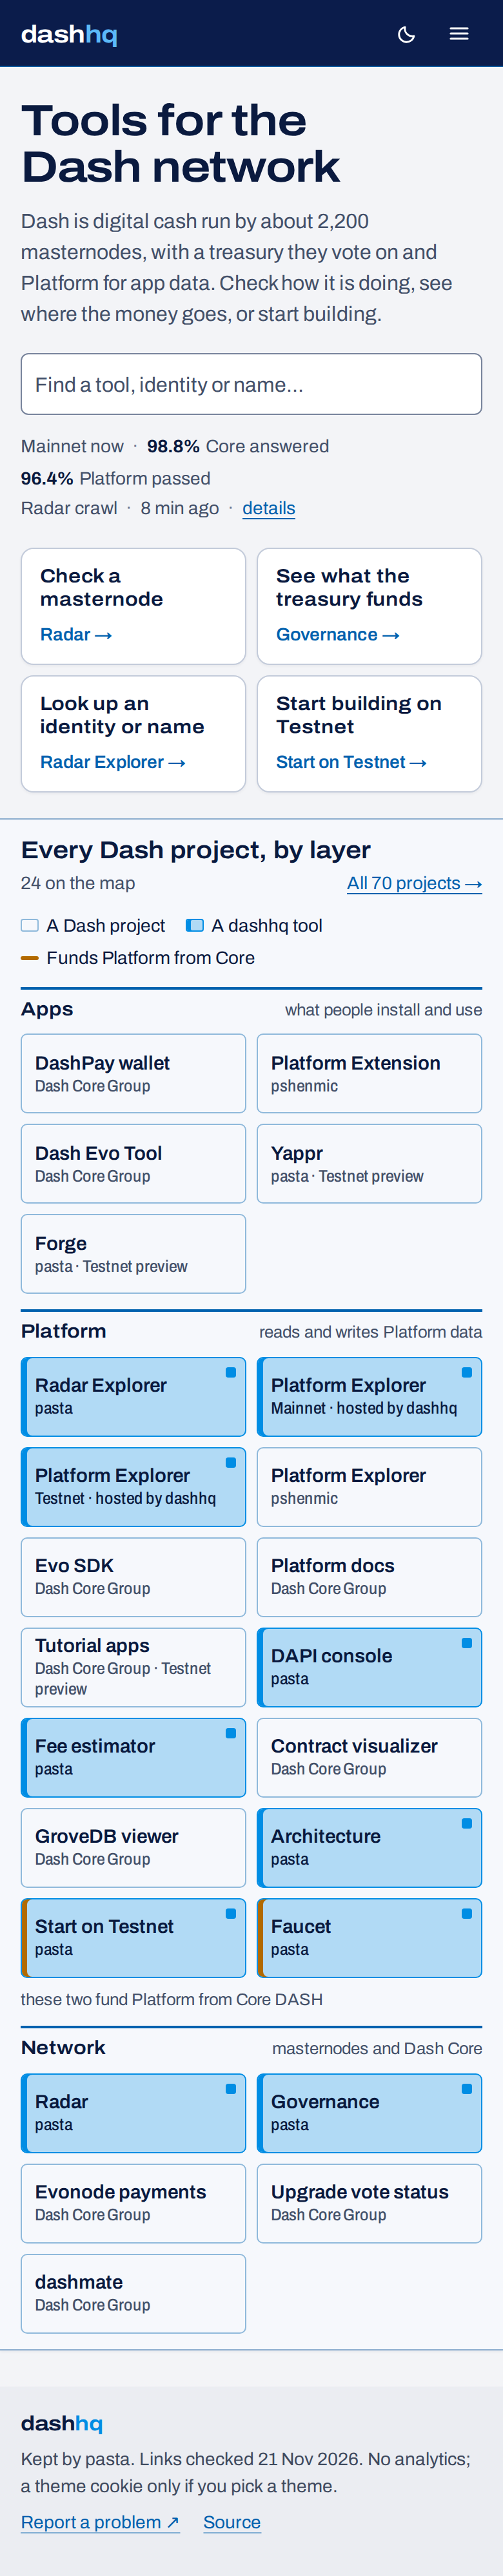 dashhq
Tools for the
Dash network
Dash is digital cash run by about 2,200
masternodes, with a treasury they vote on and
Platform for app data. Check how it is doing, see
where the money goes, or start building.
Find a tool, identity or name...
Mainnet now · 98.8% Core answered
96.4% Platform passed
Radar crawl · 8 min ago · details
Check a
masternode
Radar →
See what the
treasury funds
Governance →
Look up an
identity or name
Radar Explorer →
Start building on
Testnet
Start on Testnet →
Every Dash project, by layer
24 on the map
All 70 projects →
A Dash project
A dashhq tool
Funds Platform from Core
Apps
what people install and use
DashPay wallet
Dash Core Group
Platform Extension
pshenmic
Dash Evo Tool
Dash Core Group
Yappr
pasta · Testnet preview
Forge
pasta · Testnet preview
Platform
reads and writes Platform data
Radar Explorer
pasta
Platform Explorer
Mainnet · hosted by dashhq
Platform Explorer
Testnet · hosted by dashhq
Platform Explorer
pshenmic
Evo SDK
Dash Core Group
Platform docs
Dash Core Group
Tutorial apps
Dash Core Group · Testnet
preview
DAPI console
pasta
Fee estimator
pasta
Contract visualizer
Dash Core Group
GroveDB viewer
Dash Core Group
Architecture
pasta
Start on Testnet
pasta
Faucet
pasta
these two fund Platform from Core DASH
Network
masternodes and Dash Core
Radar
pasta
Governance
pasta
Evonode payments
Dash Core Group
Upgrade vote status
Dash Core Group
dashmate
Dash Core Group
dashhq
Kept by pasta. Links checked 21 Nov 2026. No analytics;
a theme cookie only if you pick a theme.
Report a problem ↗
Source